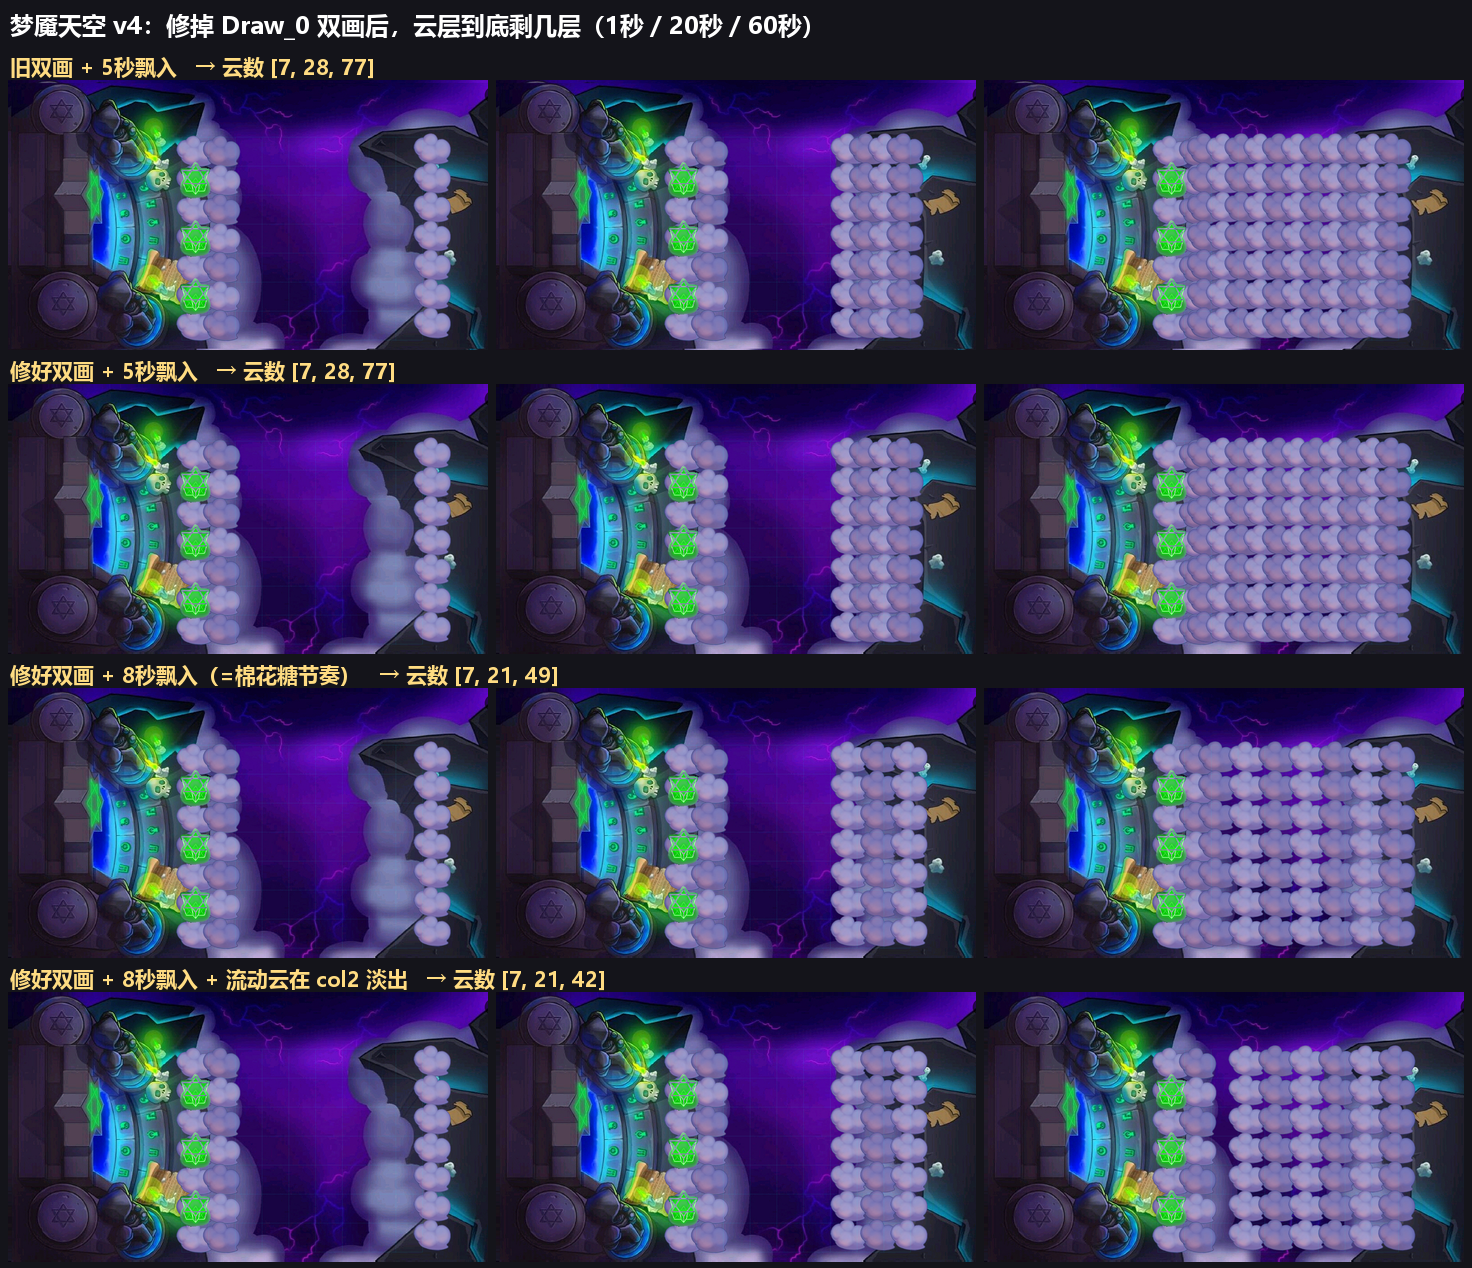 梦魇天空 v4：修掉 Draw_0 双画后，云层到底剩几层（1秒 / 20秒 / 60秒）
旧双画 + 5秒飘入 → 云数 [7, 28, 77]
修好双画 + 5秒飘入 → 云数 [7, 28, 77]
修好双画 + 8秒飘入（=棉花糖节奏） → 云数 [7, 21, 49]
修好双画 + 8秒飘入 + 流动云在 col2 淡出 → 云数 [7, 21, 42]